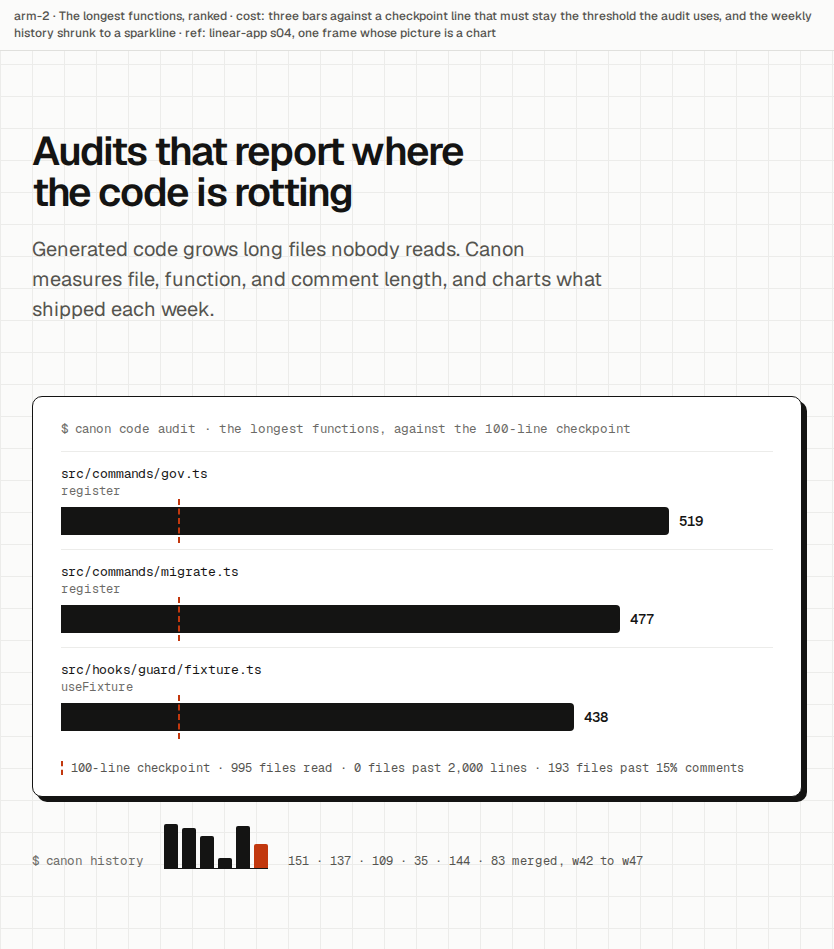 arm-2 · The longest functions, ranked · cost: three bars against a checkpoint line that must stay the threshold the audit uses, and the weekly
history shrunk to a sparkline · ref: linear-app s04, one frame whose picture is a chart
Audits that report where
the code is rotting
Generated code grows long files nobody reads. Canon
measures file, function, and comment length, and charts what
shipped each week.
$ canon code audit · the longest functions, against the 100-line checkpoint
src/commands/gov.ts
register
519
src/commands/migrate.ts
register
477
src/hooks/guard/fixture.ts
useFixture
438
100-line checkpoint · 995 files read · 0 files past 2,000 lines · 193 files past 15% comments
$ canon history 151 · 137 · 109 · 35 · 144 · 83 merged, w42 to w47